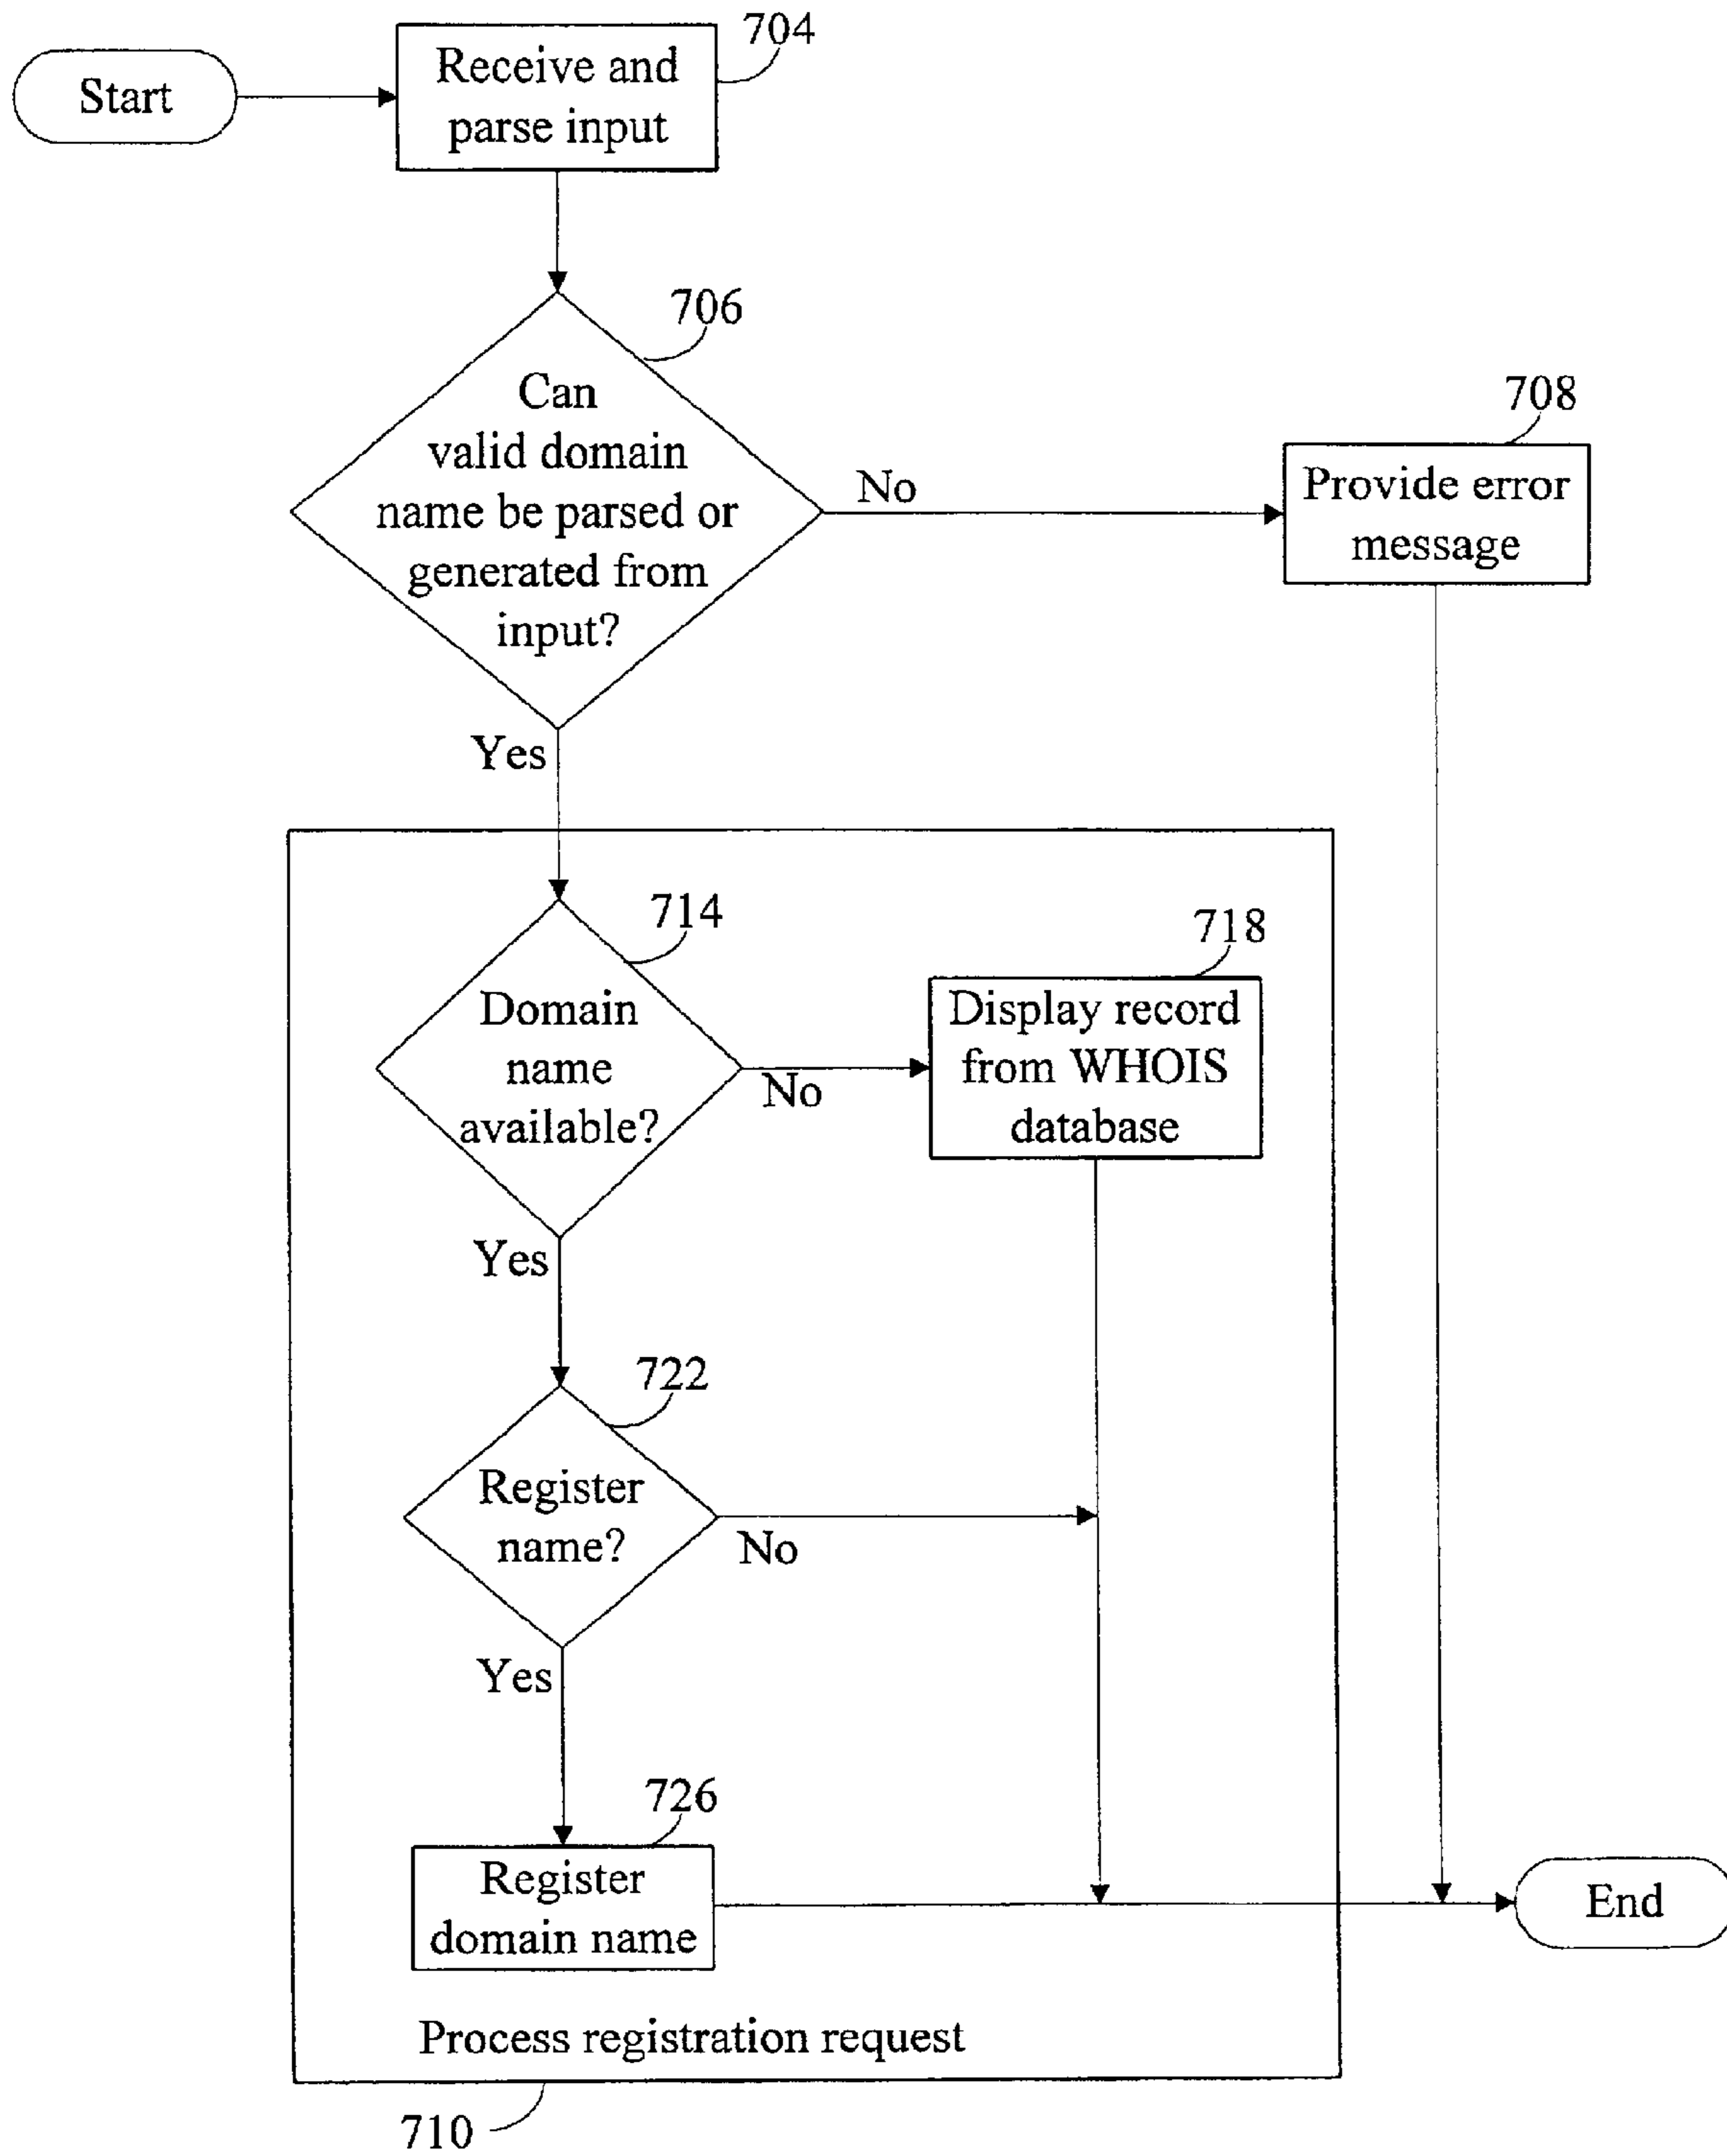 704
Start
Receive and
parse input
706
Can
valid domain
name be parsed or
generated from
input?
No
708
Provide error
message
Yes
714
Domain
name
available?
No
718
Display record
from WHOIS
database
Yes
722
Register
name?
No
Yes
726
Register
domain name
End
Process registration request
710